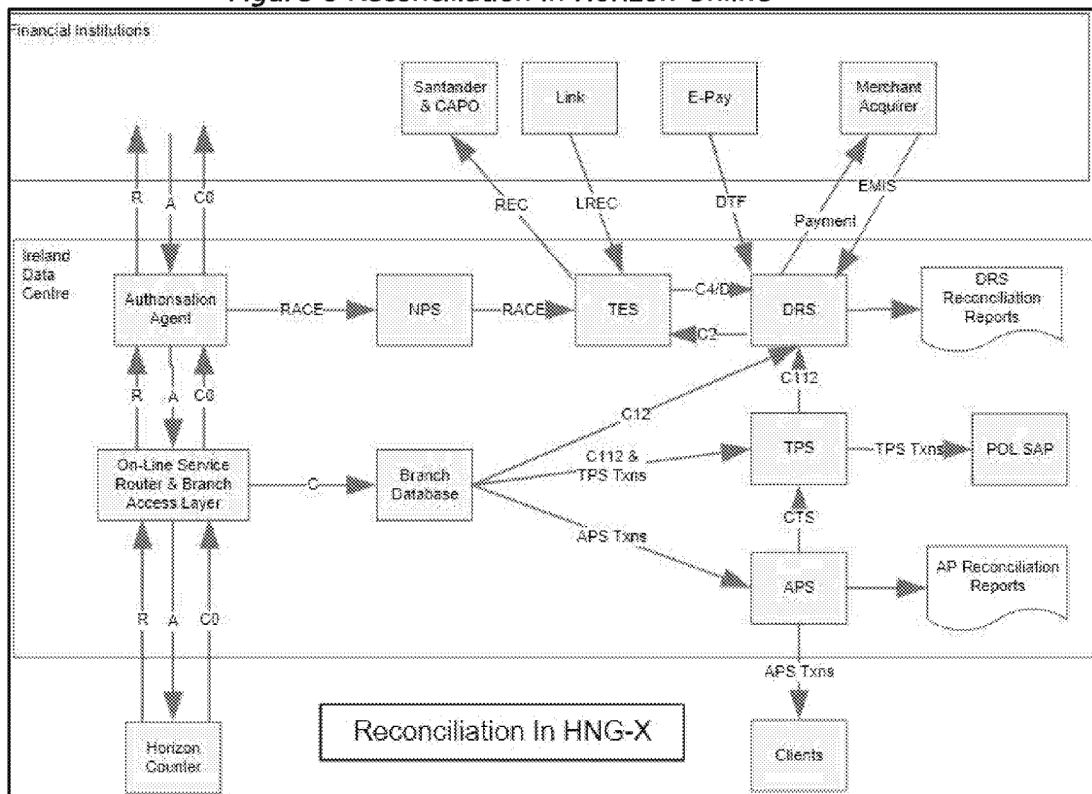 Figure 3 Reconciliation in Horizon Online
Financial Institutions
Santander
& CAPO
Link
E-Pay
Merchant
Acquirer
R
A
C0
REC
LREC
DTF
Payment
EMIS
Ireland
Data
Centre
Authorisation
Agent
RACE
NPS
RACE
TES
C4/D
C2
DRS
DRS
Reconciliation
Reports
R
A
C0
C12
C112
C112 &
TPS Txns
TPS
TPS Txns
POL SAP
On-Line Service
Router & Branch
Access Layer
C
Branch
Database
APS Txns
CTS
APS
AP Reconciliation
Reports
R
A
C0
APS Txns
Horizon
Counter
Reconciliation In HNG-X
Clients